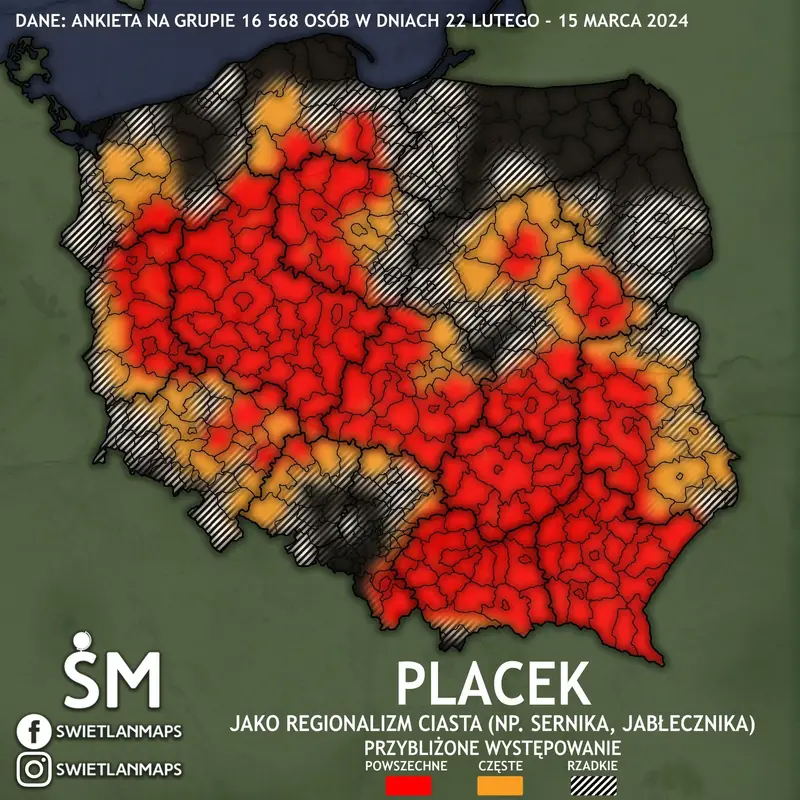 DANE: ANKIETA NA GRUPIE 16 568 OSÓB W DNIACH 22 LUTEGO - 15 MARCA 2024
ŚM
SWIETLANMAPS
SWIETLANMAPS
PLACEK
JAKO REGIONALIZM CIASTA (NP. SERNIKA, JABŁECZNIKA)
PRZYBLIŻONE WYSTĘPOWANIE
POWSZECHNE CZĘSTE RZADKIE